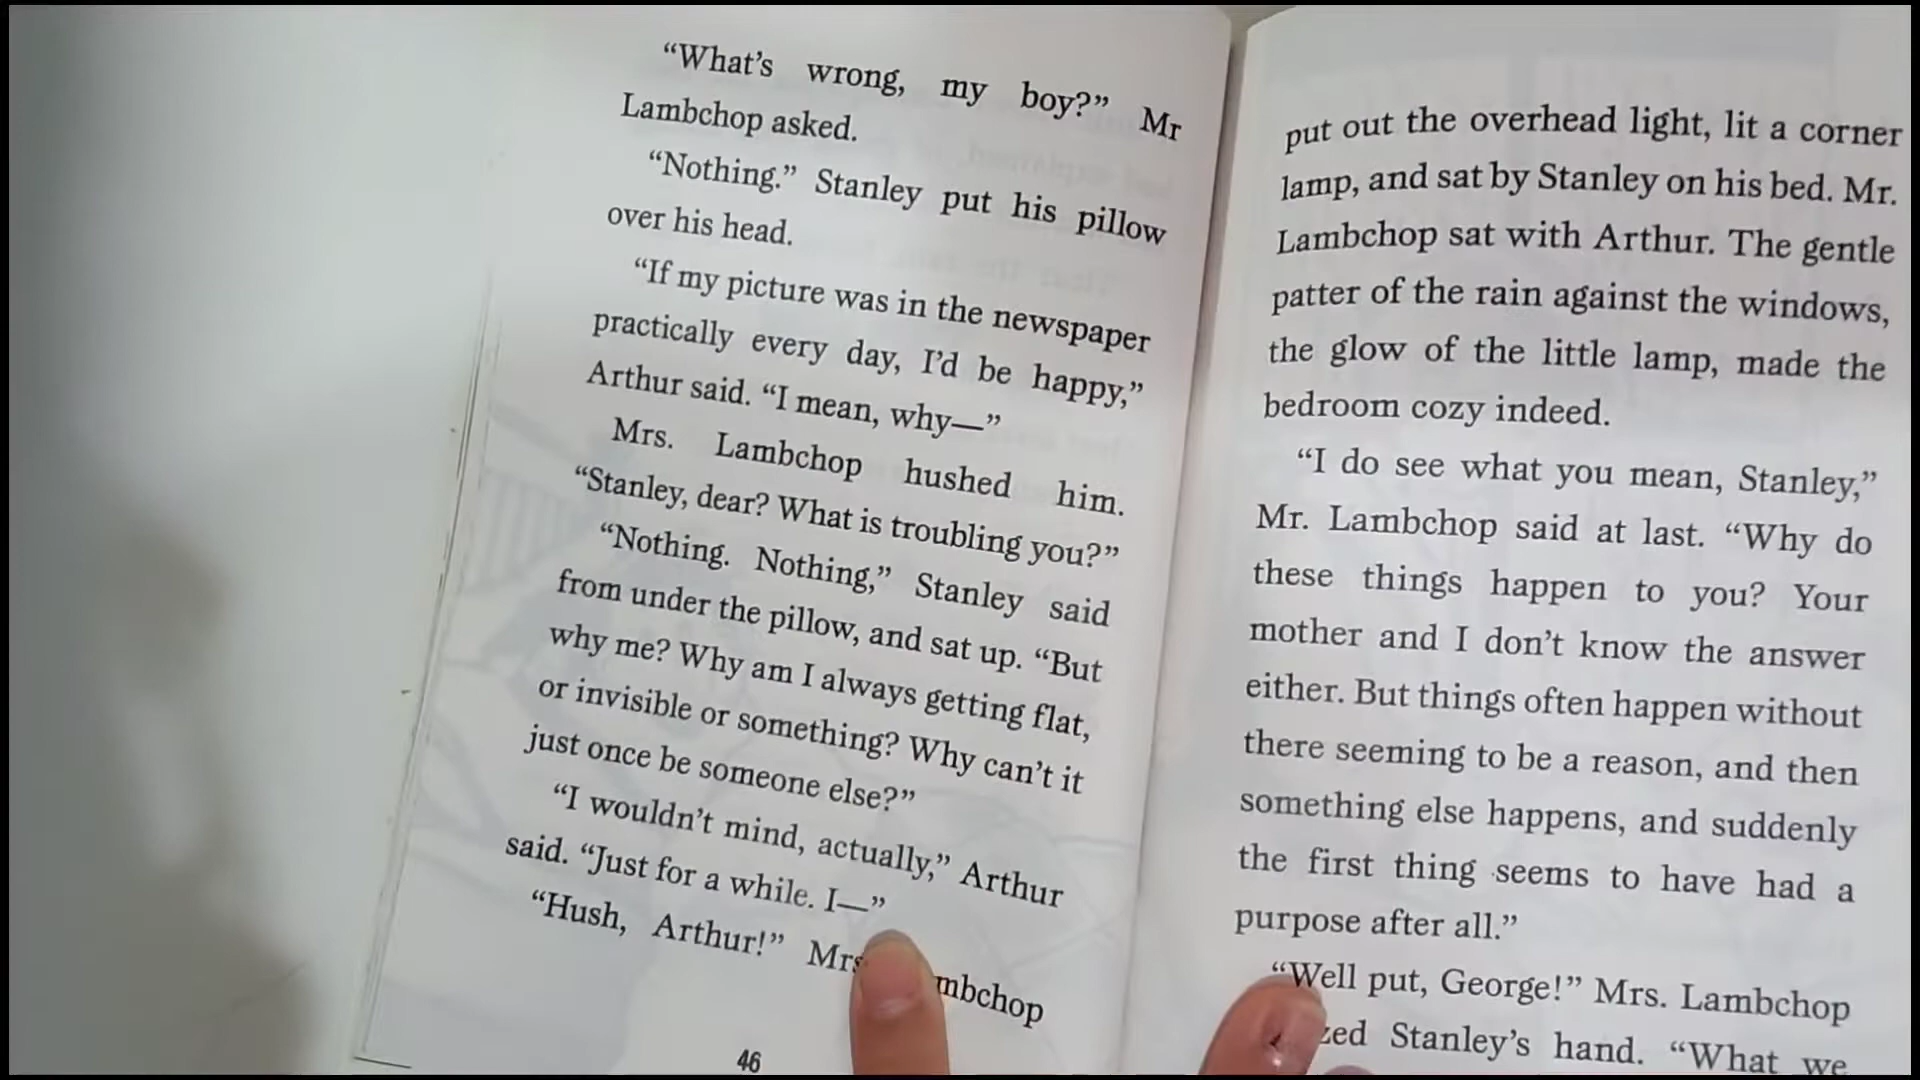 “What’s wrong, my boy?” Mr
Lambchop asked.
“Nothing.” Stanley put his pillow
over his head.
“If my picture was in the newspaper
practically every day, I’d be happy,”
Arthur said. “I mean, why—”
Mrs. Lambchop hushed him.
“Stanley, dear? What is troubling you?”
“Nothing. Nothing,” Stanley said
from under the pillow, and sat up. “But
why me? Why am I always getting flat,
or invisible or something? Why can’t it
just once be someone else?”
“I wouldn’t mind, actually,” Arthur
said. “Just for a while. I—”
“Hush, Arthur!”
46
put out the overhead light, lit a corner
lamp, and sat by Stanley on his bed. Mr.
Lambchop sat with Arthur. The gentle
patter of the rain against the windows,
the glow of the little lamp, made the
bedroom cozy indeed.
“I do see what you mean, Stanley,”
Mr. Lambchop said at last. “Why do
these things happen to you? Your
mother and I don’t know the answer
either. But things often happen without
there seeming to be a reason, and then
something else happens, and suddenly
the first thing seems to have had a
purpose after all.”
“Well put, George!” Mrs. Lambchop
Stanley’s hand. “What we